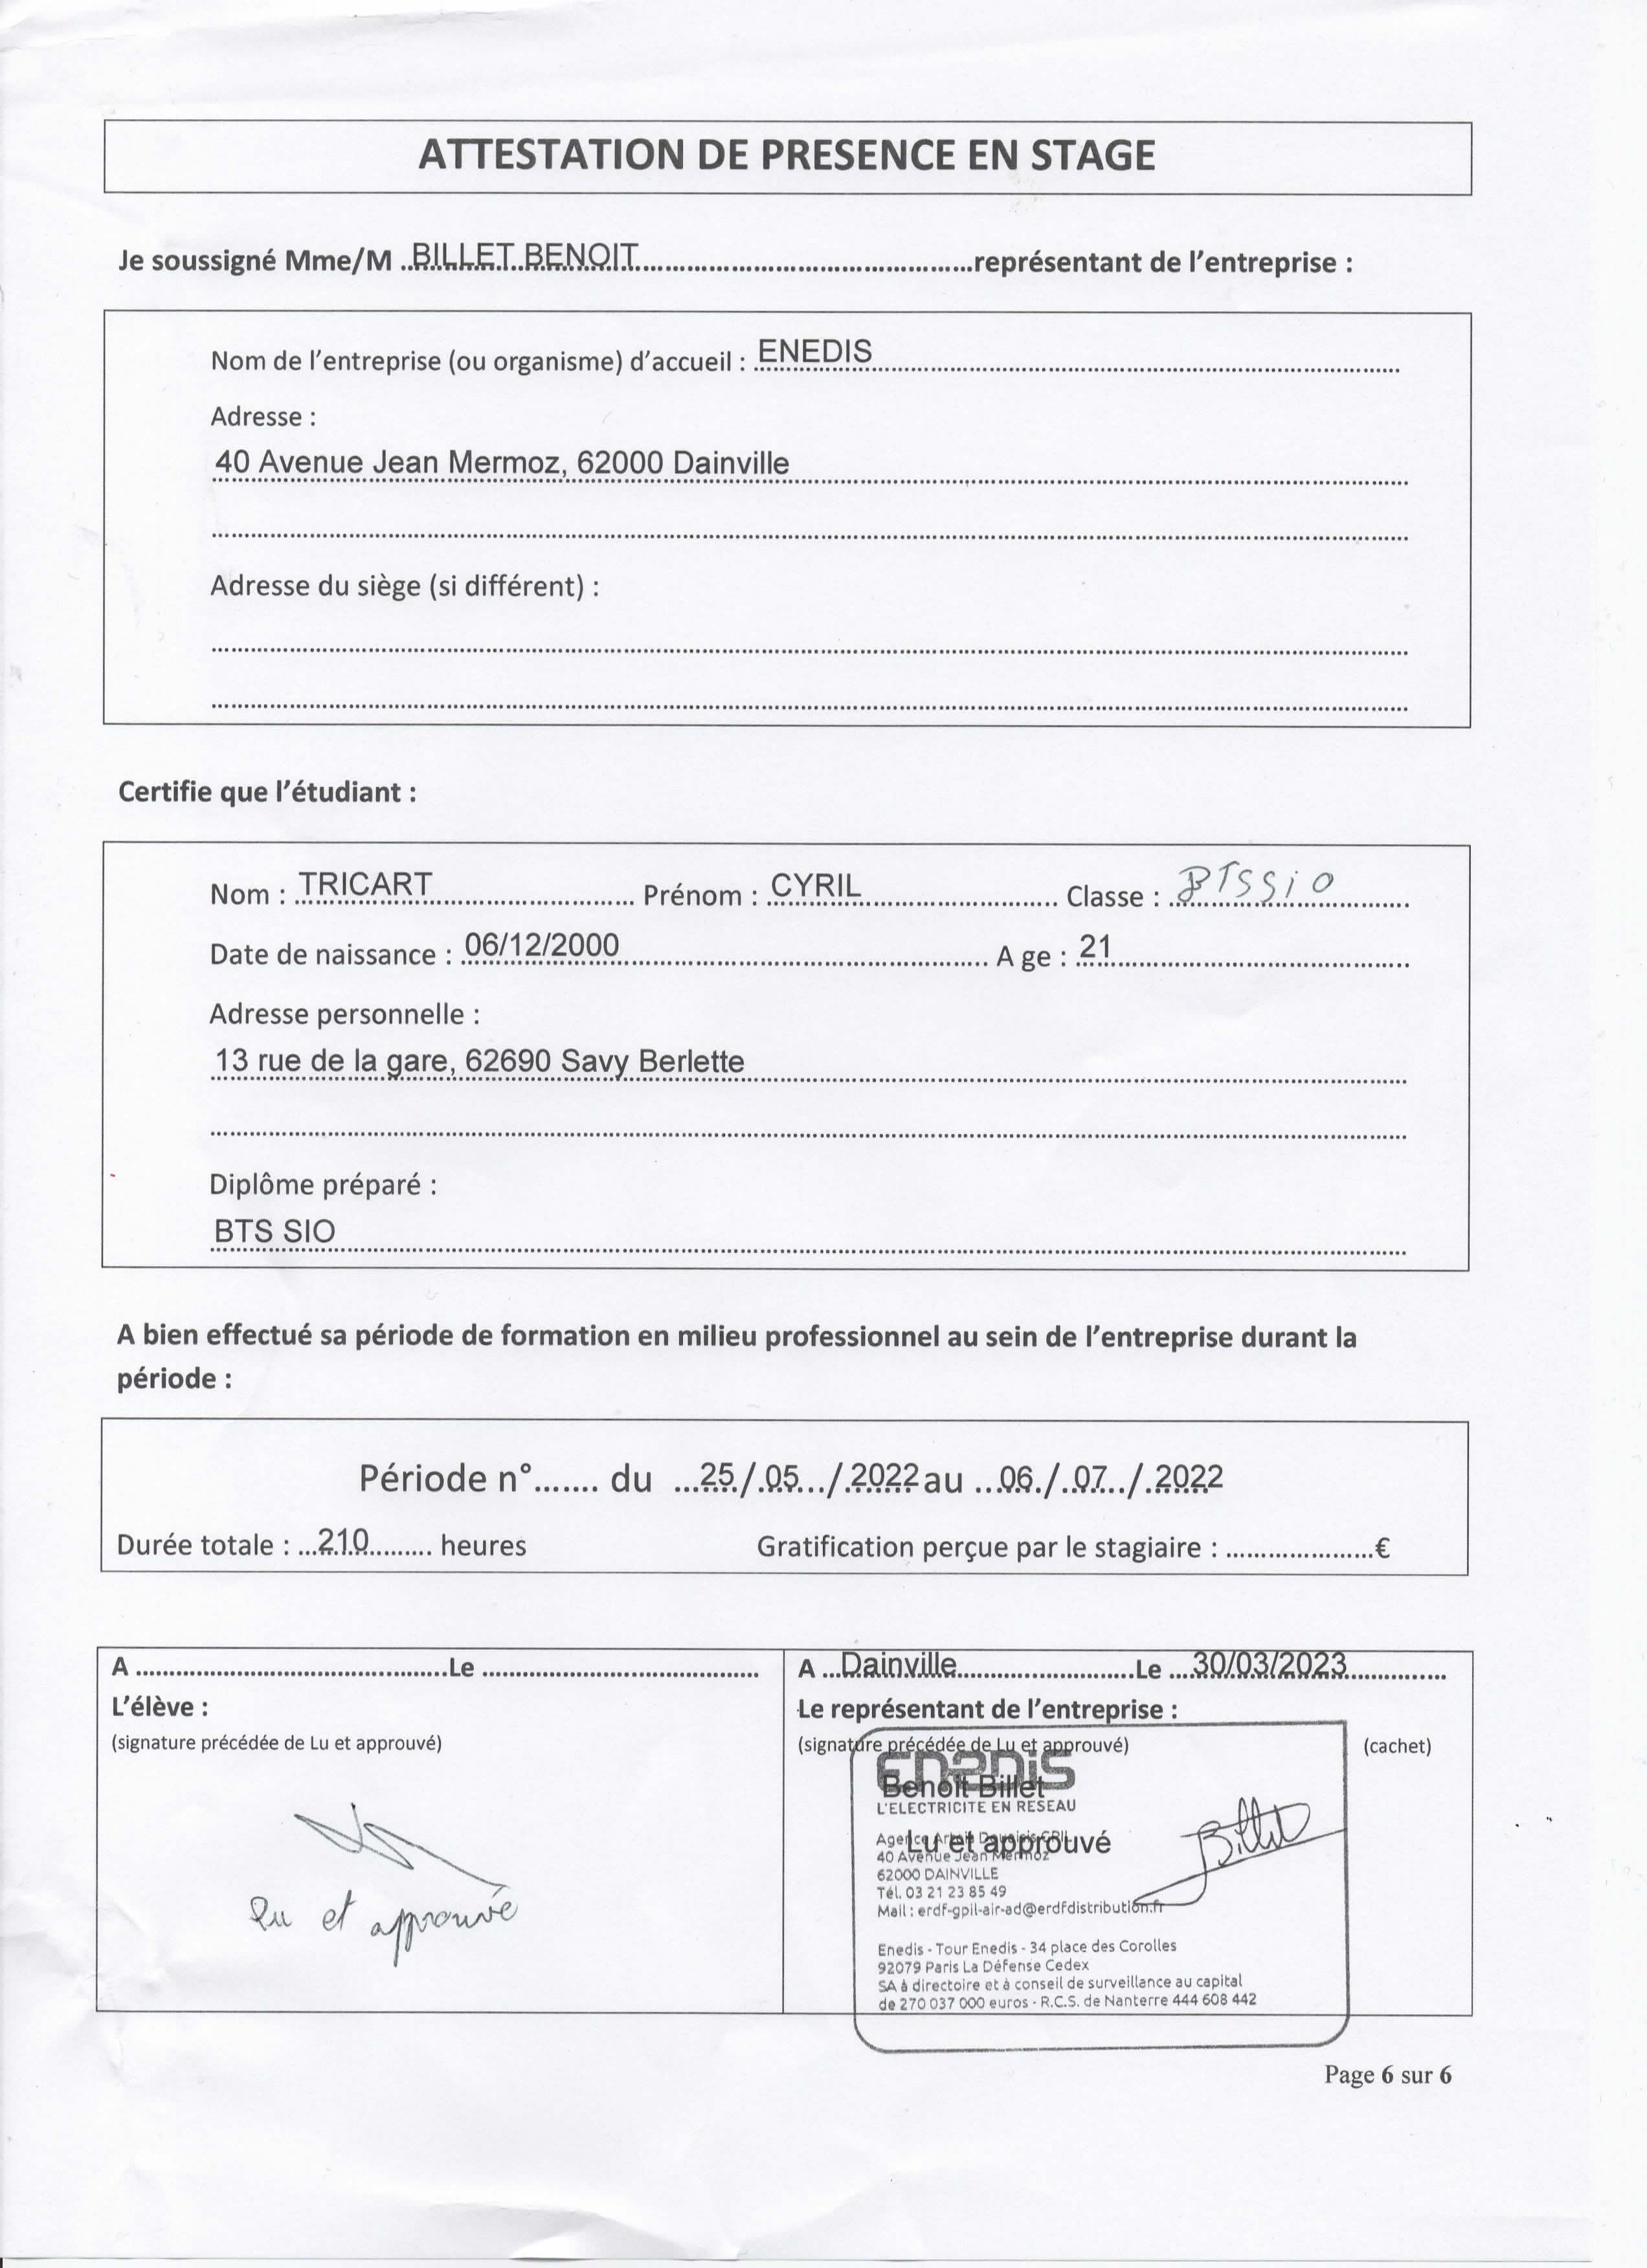 ATTESTATION DE PRESENCE EN STAGE
Je soussigné Mme/M ..BILLET BENOIT..........représentant de l'entreprise :
Nom de l'entreprise (ou organisme) d'accueil : ENEDIS
Adresse :
40 Avenue Jean Mermoz, 62000 Dainville
Adresse du siège (si différent) :
Certifie que l'étudiant :
Nom : TRICART Prénom : CYRIL Classe : BTSSiO
Date de naissance : 06/12/2000 A ge : 21
Adresse personnelle :
13 rue de la gare, 62690 Savy Berlette
Diplôme préparé :
BTS SIO
A bien effectué sa période de formation en milieu professionnel au sein de l'entreprise durant la
période :
Période n°....... du ...25./.05.../.2022 au ...06./..07.../.2022
Durée totale : ...210......... heures Gratification perçue par le stagiaire : .....................€
A ..........Le ..........
L'élève :
(signature précédée de Lu et approuvé)
Lu et approuvé
A ...Dainville..........Le ...30/03/2023..........
Le représentant de l'entreprise :
(signature précédée de Lu et approuvé) (cachet)
ENEDIS
Benoit Billet
L'ELECTRICITE EN RESEAU
Lu et approuvé
Billet
Agence
40 Avenue Jean Mermoz
62000 DAINVILLE
Tél. 03 21 23 85 49
Mail : erdf-gpil-air-ad@erdfdistribution.fr
Enedis - Tour Enedis - 34 place des Corolles
92079 Paris La Défense Cedex
SA à directoire et à conseil de surveillance au capital
de 270 037 000 euros - R.C.S. de Nanterre 444 608 442
Page 6 sur 6